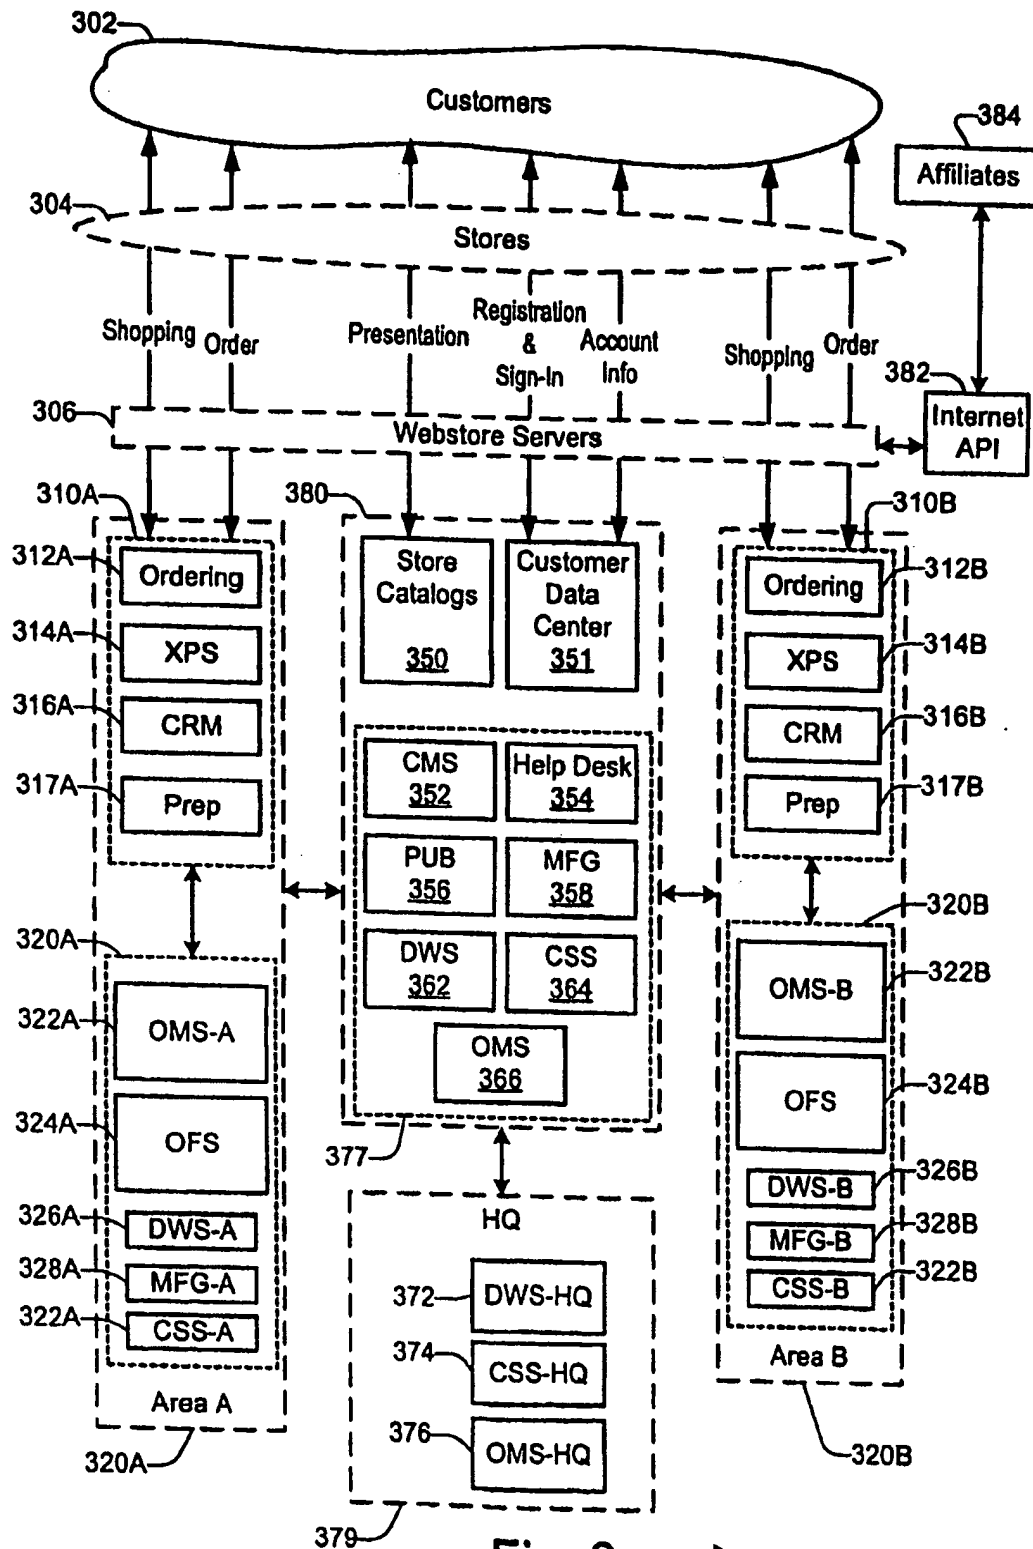 302
Customers
384
Affiliates
304
Stores
Shopping
Order
Presentation
Registration
&
Sign-In
Account
Info
Shopping
Order
382
Internet
API
306
Webstore Servers
310A
380
310B
312A
Ordering
Store
Catalogs
350
Customer
Data
Center
351
Ordering
312B
314A
XPS
XPS
314B
316A
CRM
CRM
316B
317A
Prep
CMS
352
Help Desk
354
Prep
317B
PUB
356
MFG
358
320A
DWS
362
CSS
364
320B
322A
OMS-A
OMS
366
OMS-B
322B
324A
OFS
OFS
324B
377
326A
DWS-A
HQ
DWS-B
326B
328A
MFG-A
MFG-B
328B
322A
CSS-A
372
DWS-HQ
CSS-B
322B
374
CSS-HQ
Area A
Area B
320A
376
OMS-HQ
320B
379